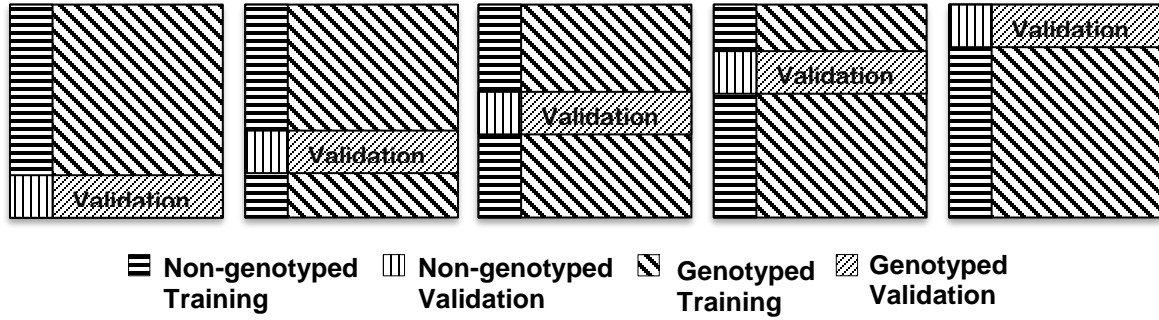 Validation
Validation
Validation
Validation
Validation
Non-genotyped Training
Non-genotyped Validation
Genotyped Training
Genotyped Validation